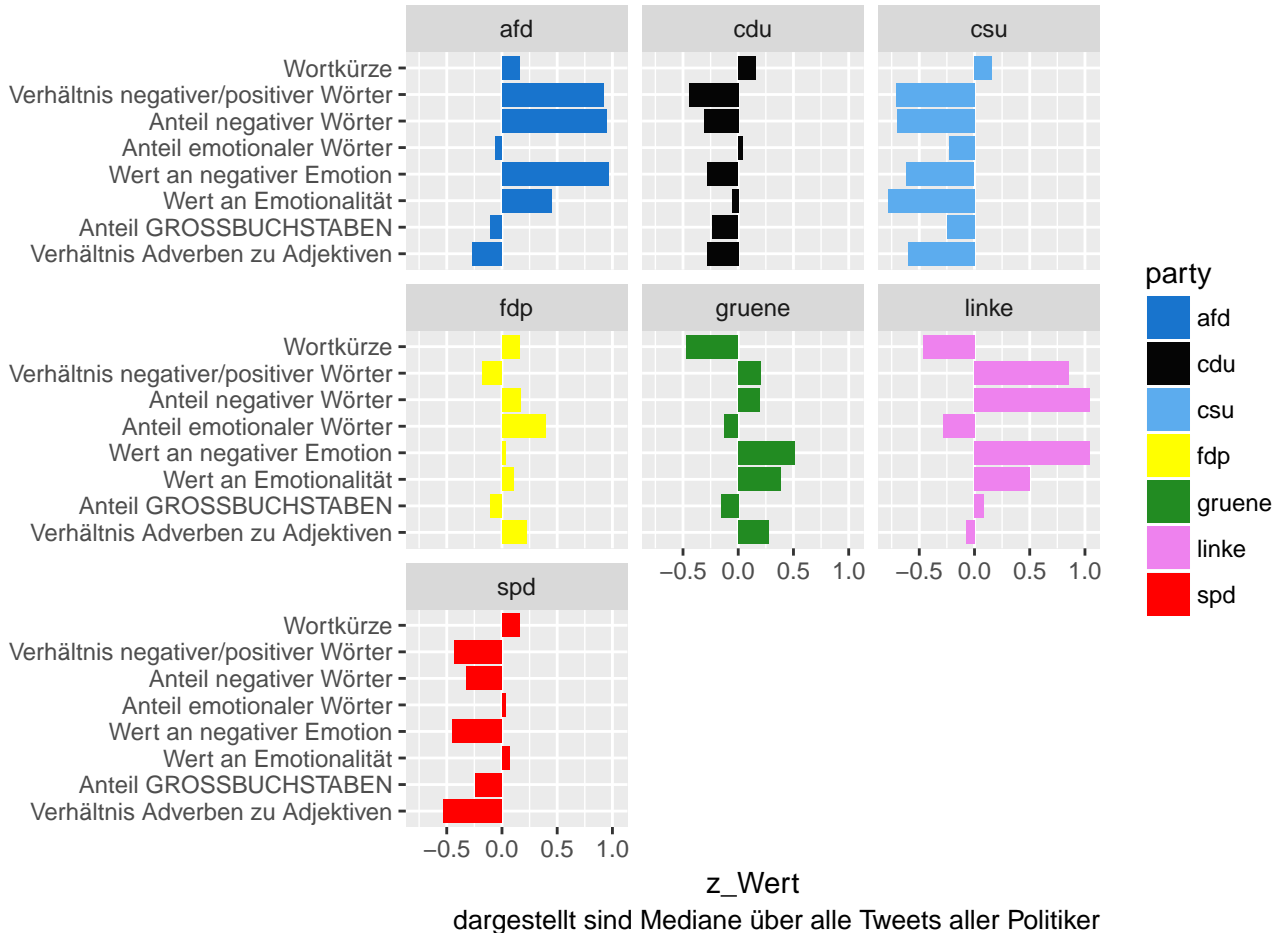 afd cdu csu
Wortkürze
Verhältnis negativer/positiver Wörter
Anteil negativer Wörter
Anteil emotionaler Wörter
Wert an negativer Emotion
Wert an Emotionalität
Anteil GROSSBUCHSTABEN
Verhältnis Adverben zu Adjektiven
fdp gruene linke
Wortkürze
Verhältnis negativer/positiver Wörter
Anteil negativer Wörter
Anteil emotionaler Wörter
Wert an negativer Emotion
Wert an Emotionalität
Anteil GROSSBUCHSTABEN
Verhältnis Adverben zu Adjektiven
−0.5 0.0 0.5 1.0 −0.5 0.0 0.5 1.0
spd
Wortkürze
Verhältnis negativer/positiver Wörter
Anteil negativer Wörter
Anteil emotionaler Wörter
Wert an negativer Emotion
Wert an Emotionalität
Anteil GROSSBUCHSTABEN
Verhältnis Adverben zu Adjektiven
−0.5 0.0 0.5 1.0
z_Wert
dargestellt sind Mediane über alle Tweets aller Politiker
party
afd
cdu
csu
fdp
gruene
linke
spd